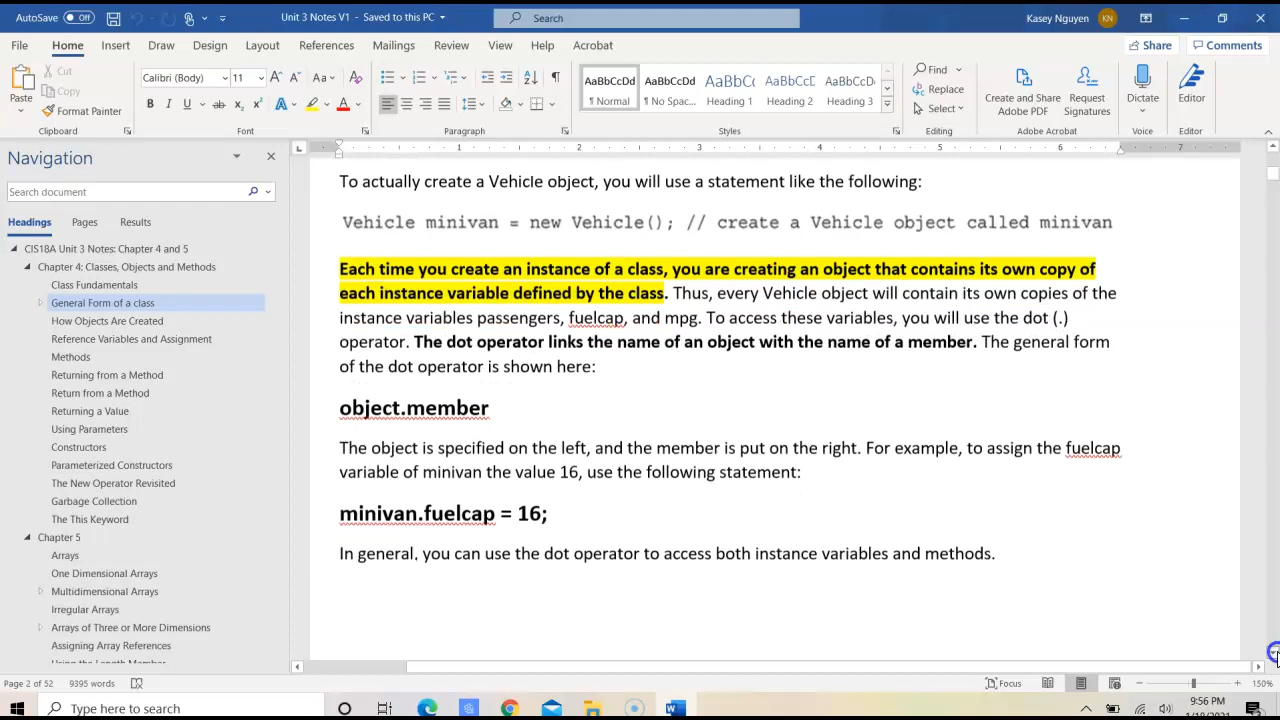 AutoSave Off Unit 3 Notes V1 - Saved to this PC Search Kasey Nguyen KN
File Home Insert Draw Design Layout References Mailings Review View Help Acrobat Share Comments
Paste Cut Copy Format Painter
Calibri (Body) 11
AaBbCcDd AaBbCcDd AaBbCc AaBbCcD AaBbCcD
Normal No Spac... Heading 1 Heading 2 Heading 3
Find Replace Select
Create and Share Adobe PDF Request Signatures Dictate Editor
Clipboard Font Paragraph Styles Editing Adobe Acrobat Voice Editor
Navigation
Search document
Headings Pages Results
CIS18A Unit 3 Notes: Chapter 4 and 5
Chapter 4: Classes, Objects and Methods
Class Fundamentals
General Form of a class
How Objects Are Created
Reference Variables and Assignment
Methods
Returning from a Method
Return from a Method
Returning a Value
Using Parameters
Constructors
Parameterized Constructors
The New Operator Revisited
Garbage Collection
The This Keyword
Chapter 5
Arrays
One Dimensional Arrays
Multidimensional Arrays
Irregular Arrays
Arrays of Three or More Dimensions
Assigning Array References
Using the Length Member
1 2 3 4 5 6 7
To actually create a Vehicle object, you will use a statement like the following:
Vehicle minivan = new Vehicle(); // create a Vehicle object called minivan
Each time you create an instance of a class, you are creating an object that contains its own copy of
each instance variable defined by the class. Thus, every Vehicle object will contain its own copies of the
instance variables passengers, fuelcap, and mpg. To access these variables, you will use the dot (.)
operator. The dot operator links the name of an object with the name of a member. The general form
of the dot operator is shown here:
object.member
The object is specified on the left, and the member is put on the right. For example, to assign the fuelcap
variable of minivan the value 16, use the following statement:
minivan.fuelcap = 16;
In general, you can use the dot operator to access both instance variables and methods.
Page 2 of 52 9395 words Focus 150%
Type here to search 9:56 PM